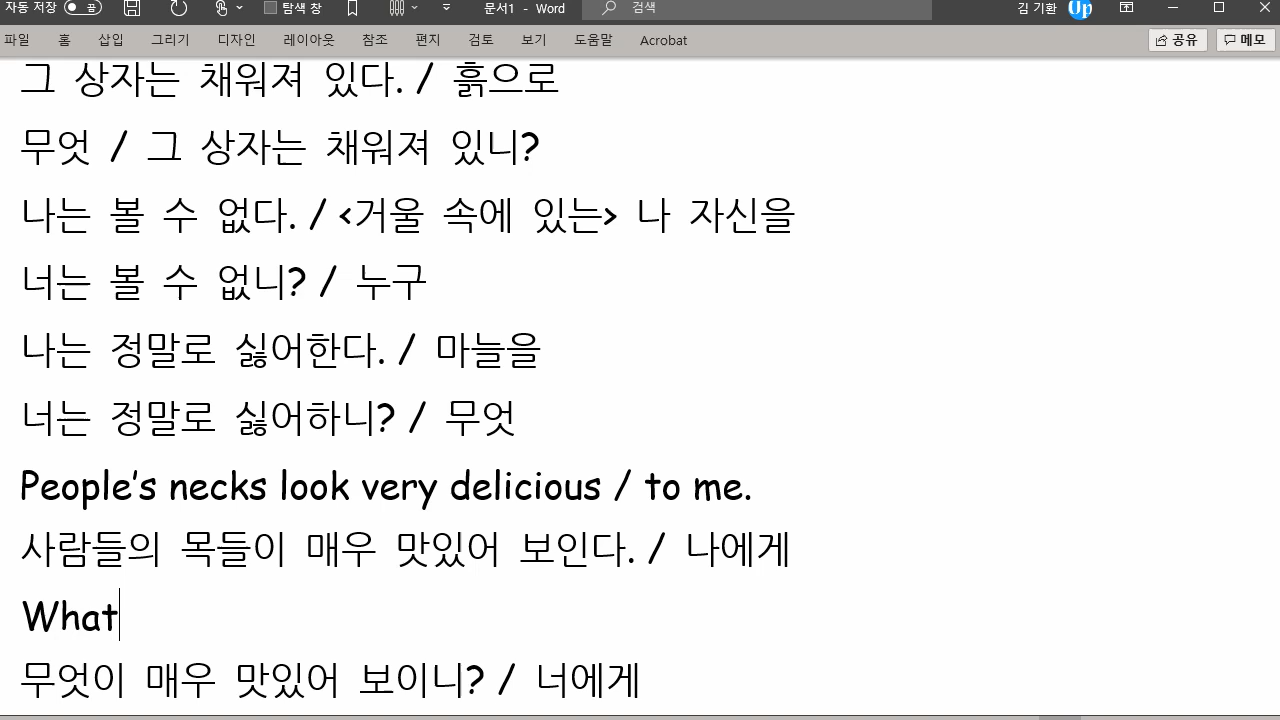 자동 저장 끔 탐색 창 문서1 - Word 검색 김 기환 Up
파일 홈 삽입 그리기 디자인 레이아웃 참조 편지 검토 보기 도움말 Acrobat 공유 메모
그 상자는 채워져 있다. / 흙으로
무엇 / 그 상자는 채워져 있니?
나는 볼 수 없다. / <거울 속에 있는> 나 자신을
너는 볼 수 없니? / 누구
나는 정말로 싫어한다. / 마늘을
너는 정말로 싫어하니? / 무엇
People's necks look very delicious / to me.
사람들의 목들이 매우 맛있어 보인다. / 나에게
What
무엇이 매우 맛있어 보이니? / 너에게